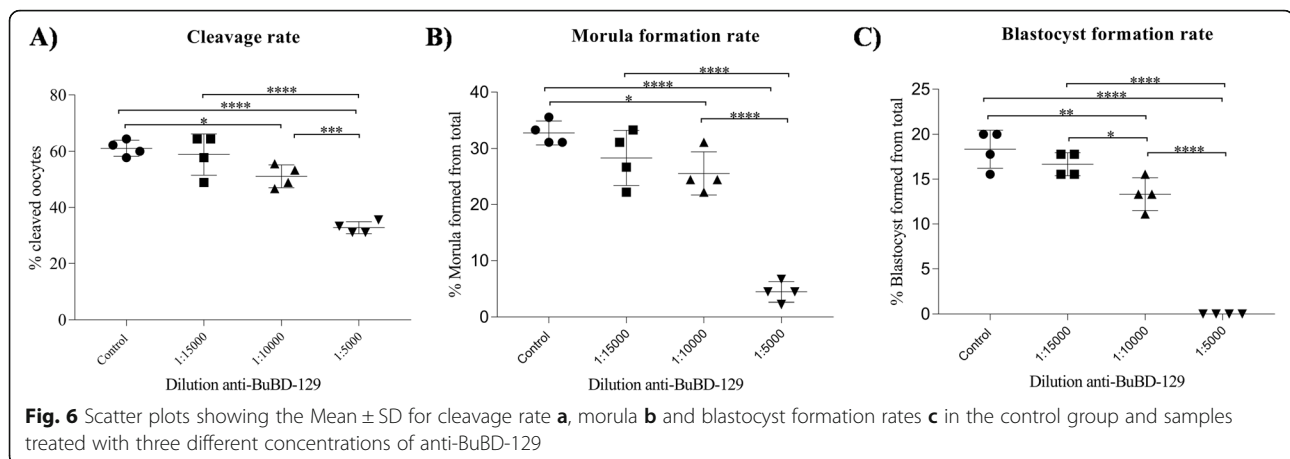 A) Cleavage rate
****
****
*
***
% cleaved oocytes
80
60
40
20
0
Control
1:15000
1:10000
1:5000
Dilution anti-BuBD-129
B) Morula formation rate
****
****
*
****
% Morula formed from total
40
30
20
10
0
Control
1:15000
1:10000
1:5000
Dilution anti-BuBD-129
C) Blastocyst formation rate
****
****
**
*
****
% Blastocyst formed from total
25
20
15
10
5
0
Control
1:15000
1:10000
1:5000
Dilution anti-BuBD-129
Fig. 6 Scatter plots showing the Mean ± SD for cleavage rate a, morula b and blastocyst formation rates c in the control group and samples
treated with three different concentrations of anti-BuBD-129